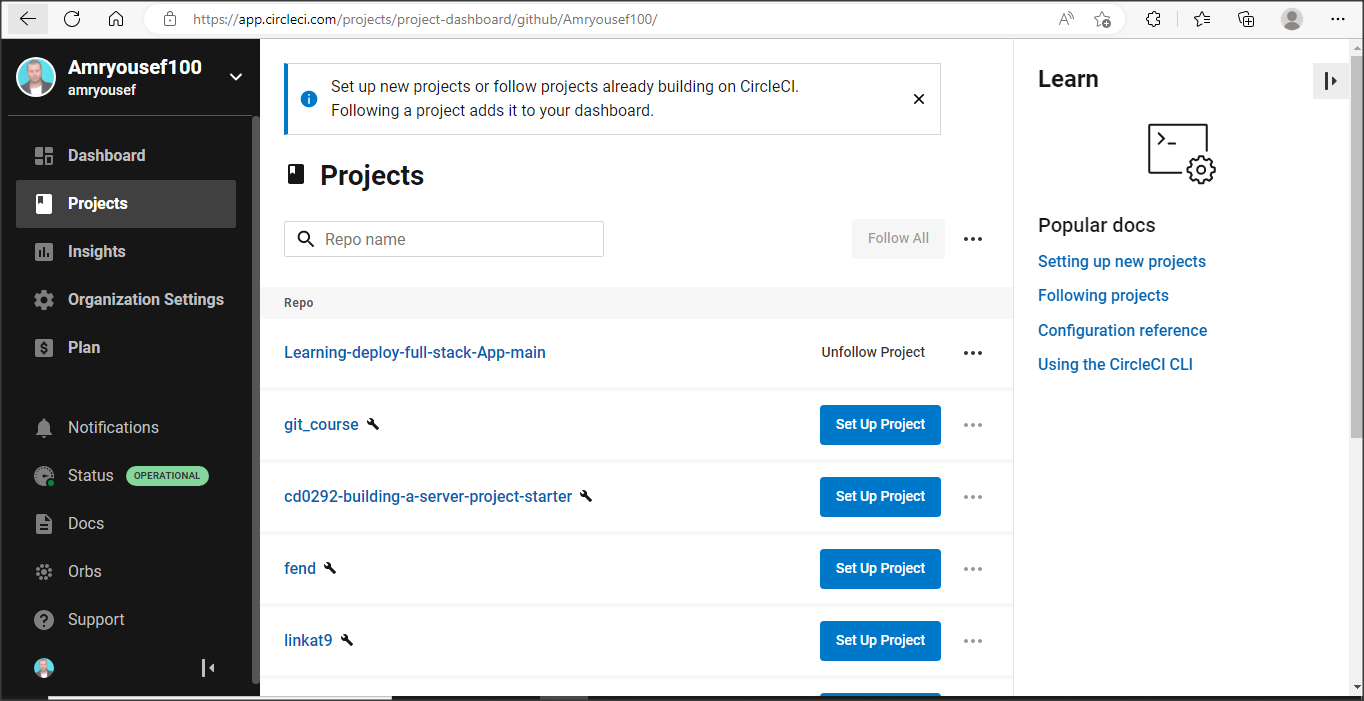 https://app.circleci.com/projects/project-dashboard/github/Amryousef100/
Amryousef100
amryousef
Dashboard
Projects
Insights
Organization Settings
Plan
Notifications
Status OPERATIONAL
Docs
Orbs
Support
Set up new projects or follow projects already building on CircleCI.
Following a project adds it to your dashboard.
Projects
Repo name
Follow All
Repo
Learning-deploy-full-stack-App-main Unfollow Project
git_course Set Up Project
cd0292-building-a-server-project-starter Set Up Project
fend Set Up Project
linkat9 Set Up Project
Learn
Popular docs
Setting up new projects
Following projects
Configuration reference
Using the CircleCI CLI